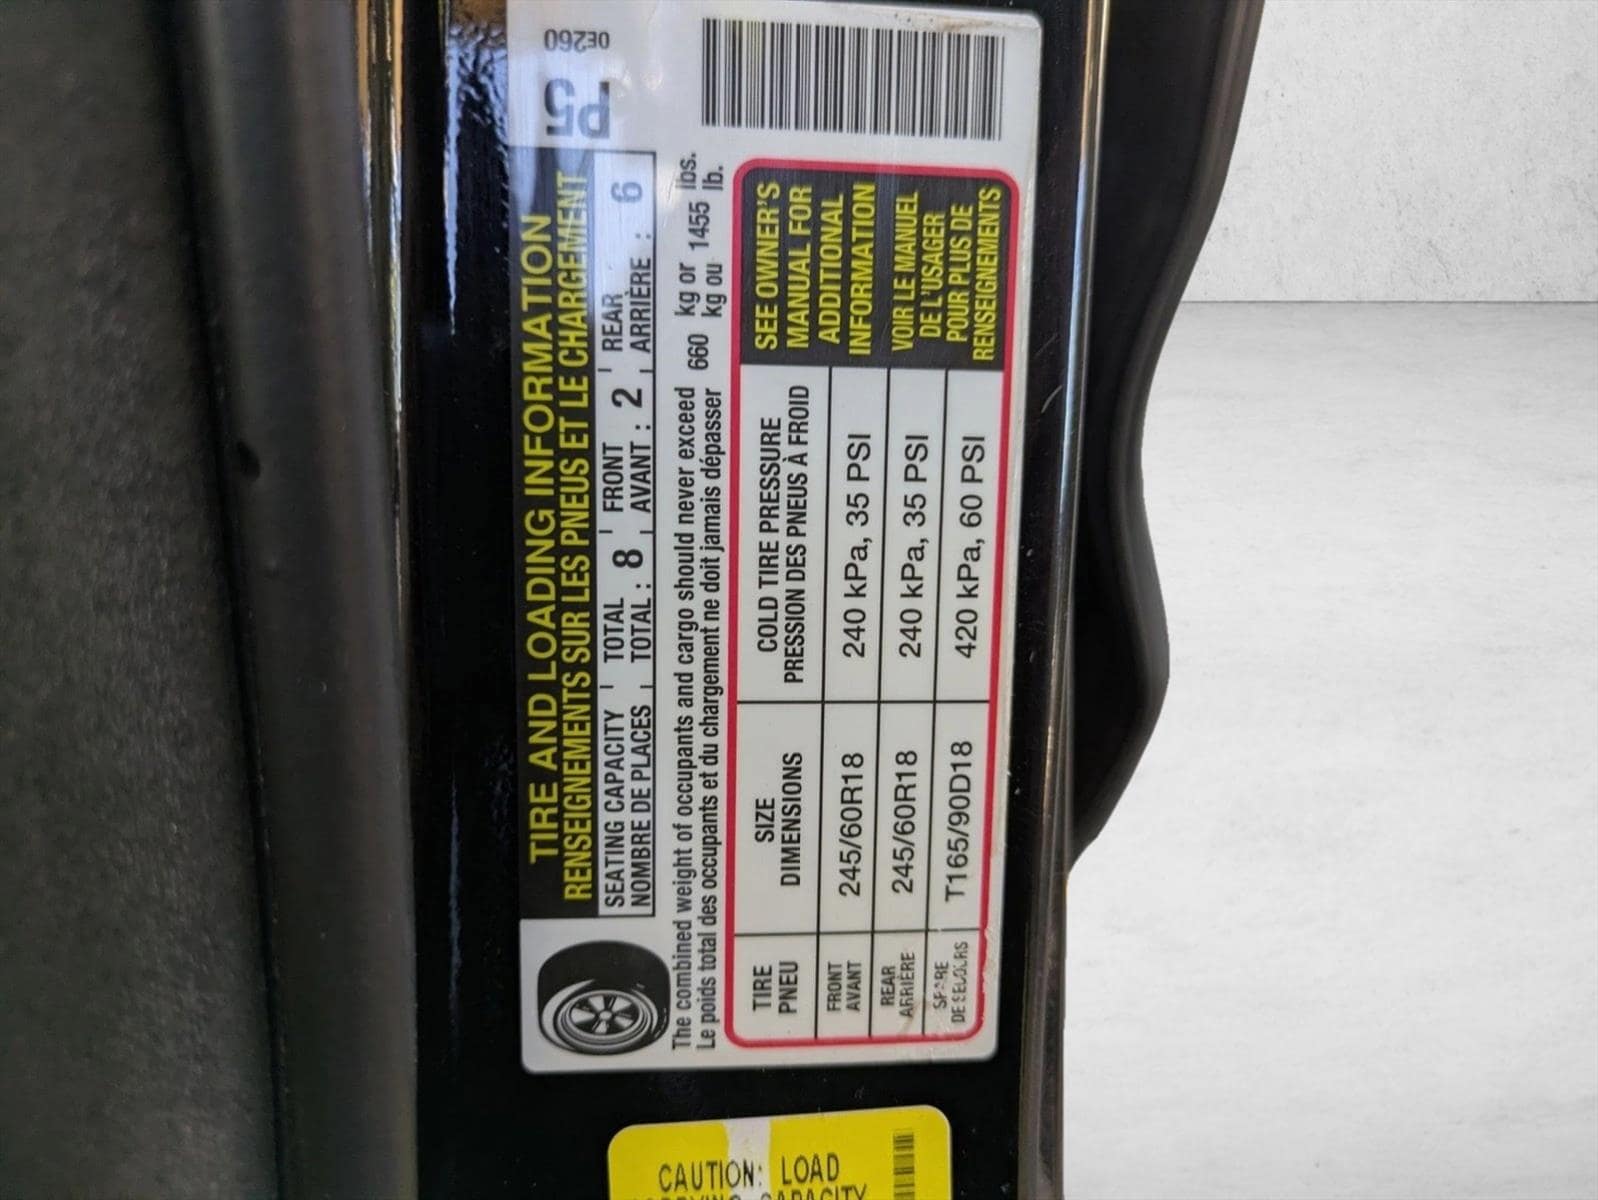 P5
0E260
TIRE AND LOADING INFORMATION
RENSEIGNEMENTS SUR LES PNEUS ET LE CHARGEMENT
SEATING CAPACITY TOTAL FRONT REAR
NOMBRE DE PLACES TOTAL : 8 AVANT : 2 ARRIÈRE : 6
The combined weight of occupants and cargo should never exceed 660 kg or 1455 lbs.
Le poids total des occupants et du chargement ne doit jamais dépasser kg ou lb.
TIRE SIZE COLD TIRE PRESSURE
PNEU DIMENSIONS PRESSION DES PNEUS À FROID
FRONT
AVANT 245/60R18 240 kPa, 35 PSI
REAR
ARRIÈRE 245/60R18 240 kPa, 35 PSI
SPARE
DE SECOURS T165/90D18 420 kPa, 60 PSI
SEE OWNER'S
MANUAL FOR
ADDITIONAL
INFORMATION
VOIR LE MANUEL
DE L'USAGER
POUR PLUS DE
RENSEIGNEMENTS
CAUTION: LOAD
CAPACITY